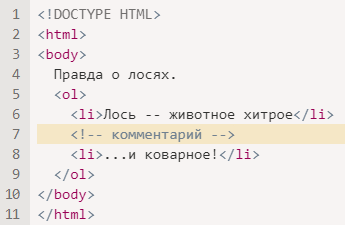 1 <!DOCTYPE HTML>
2 <html>
3 <body>
4   Правда о лосях.
5   <ol>
6     <li>Лось -- животное хитрое</li>
7     <!-- комментарий -->
8     <li>...и коварное!</li>
9   </ol>
10 </body>
11 </html>